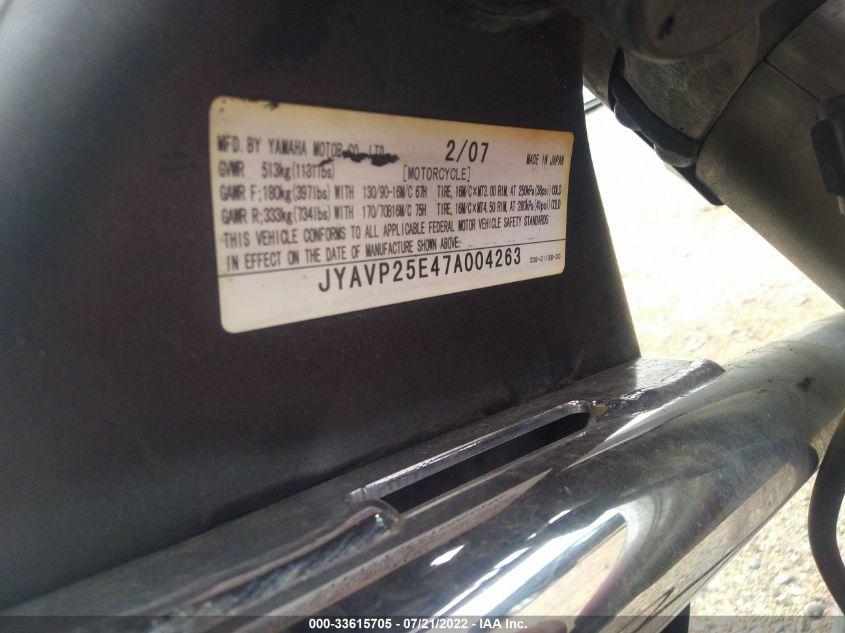 MFD. BY YAMAHA MOTOR CO., LTD. 2/07 MADE IN JAPAN
GVWR 513kg(1131lbs) [MOTORCYCLE]
GAWR F;180kg(397lbs) WITH 130/90-16M/C 67H TIRE, 16M/C×MT3.00 RIM, AT 250kPa(36psi) COLD
GAWR R;333kg(734lbs) WITH 170/70B16M/C 75H TIRE, 16M/C×MT4.50 RIM, AT 280kPa(41psi) COLD
THIS VEHICLE CONFORMS TO ALL APPLICABLE FEDERAL MOTOR VEHICLE SAFETY STANDARDS
IN EFFECT ON THE DATE OF MANUFACTURE SHOWN ABOVE.
JYAVP25E47A004263
000-33615705 - 07/21/2022 - IAA Inc.